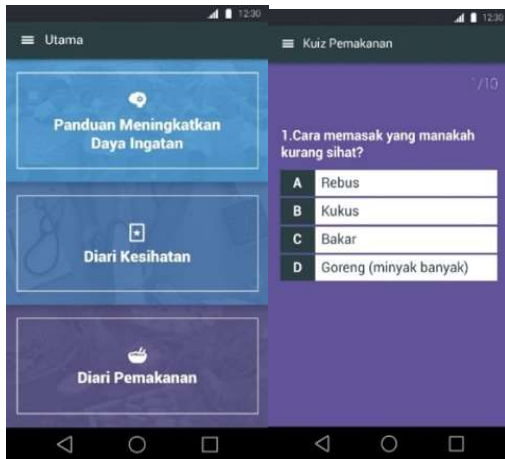 12:30
Utama
Panduan Meningkatkan
Daya Ingatan
Diari Kesihatan
Diari Pemakanan
12:30
Kuiz Pemakanan
1/10
1.Cara memasak yang manakah
kurang sihat?
A Rebus
B Kukus
C Bakar
D Goreng (minyak banyak)